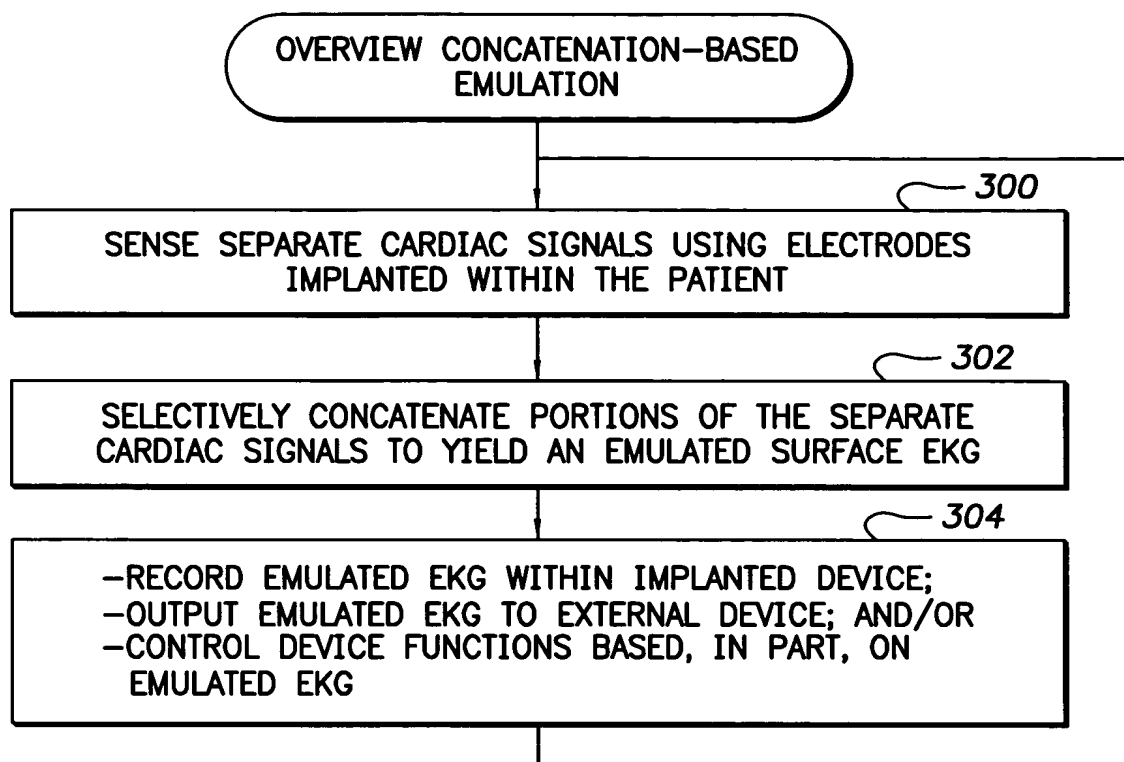 OVERVIEW CONCATENATION-BASED
EMULATION
300
SENSE SEPARATE CARDIAC SIGNALS USING ELECTRODES
IMPLANTED WITHIN THE PATIENT
302
SELECTIVELY CONCATENATE PORTIONS OF THE SEPARATE
CARDIAC SIGNALS TO YIELD AN EMULATED SURFACE EKG
304
-RECORD EMULATED EKG WITHIN IMPLANTED DEVICE;
-OUTPUT EMULATED EKG TO EXTERNAL DEVICE; AND/OR
-CONTROL DEVICE FUNCTIONS BASED, IN PART, ON
EMULATED EKG